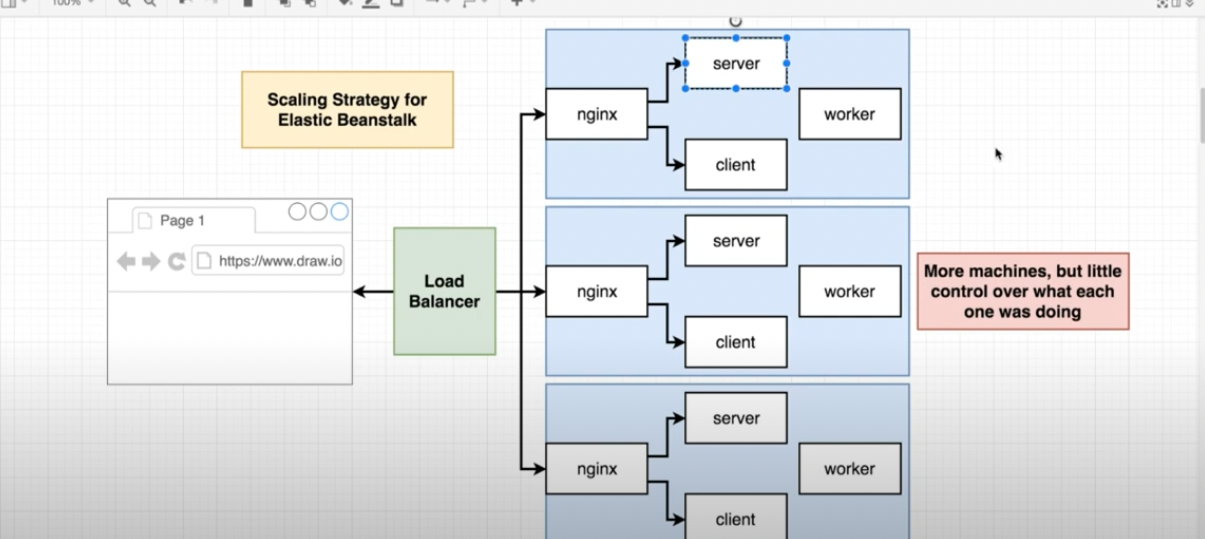 100%
Scaling Strategy for
Elastic Beanstalk
Page 1
https://www.draw.io
Load
Balancer
server
nginx
worker
client
server
nginx
worker
client
More machines, but little
control over what each
one was doing
server
nginx
worker
client